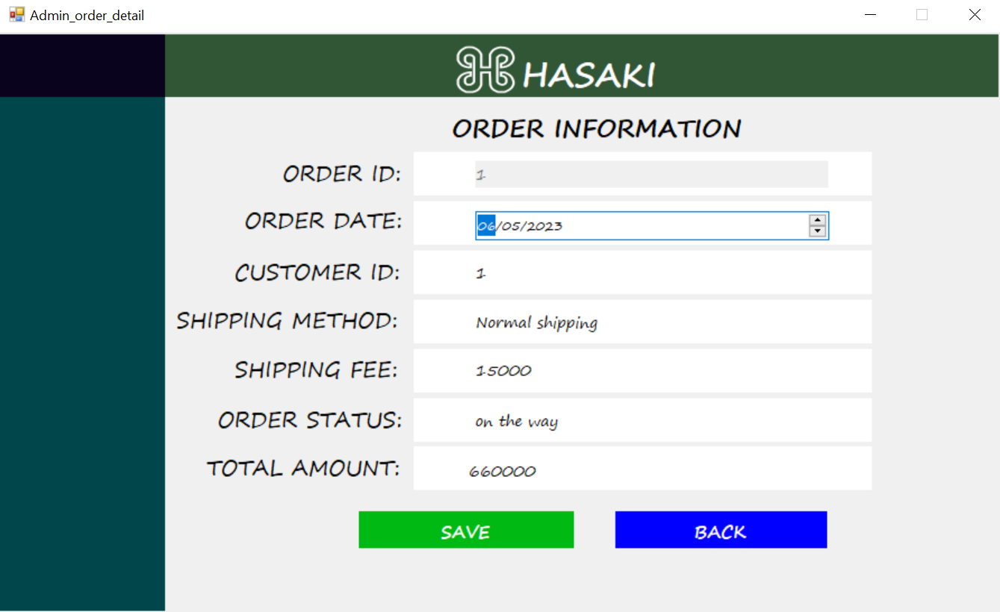 Admin_order_detail
HASAKI
ORDER INFORMATION
ORDER ID: 1
ORDER DATE: 06/05/2023
CUSTOMER ID: 1
SHIPPING METHOD: Normal shipping
SHIPPING FEE: 15000
ORDER STATUS: on the way
TOTAL AMOUNT: 660000
SAVE BACK